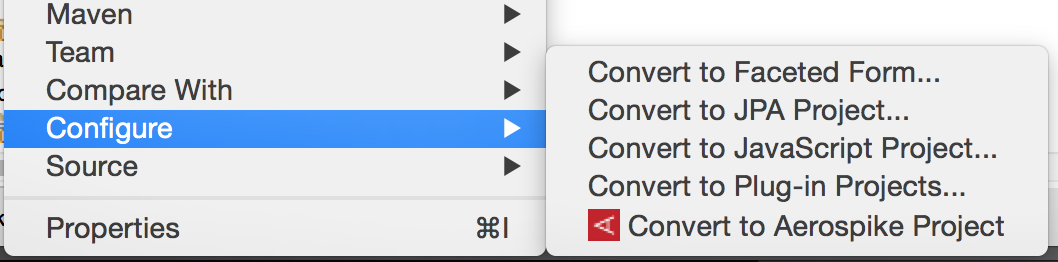 Maven
Team
Compare With
Configure
Source
Properties ⌘I
Convert to Faceted Form...
Convert to JPA Project...
Convert to JavaScript Project...
Convert to Plug-in Projects...
Convert to Aerospike Project